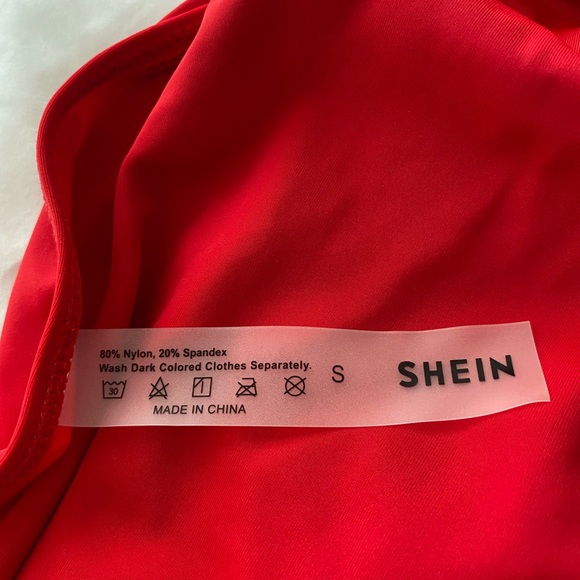 80% Nylon, 20% Spandex
Wash Dark Colored Clothes Separately.
30
S
SHEIN
MADE IN CHINA